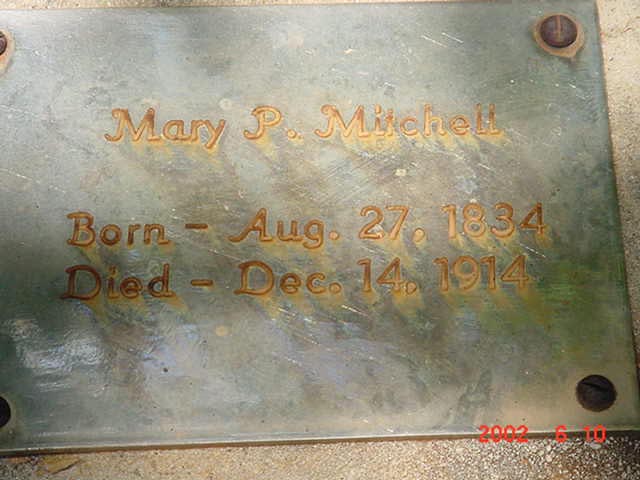 Mary P. Mitchell
Born - Aug. 27, 1834
Died - Dec. 14, 1914
2002 6 10